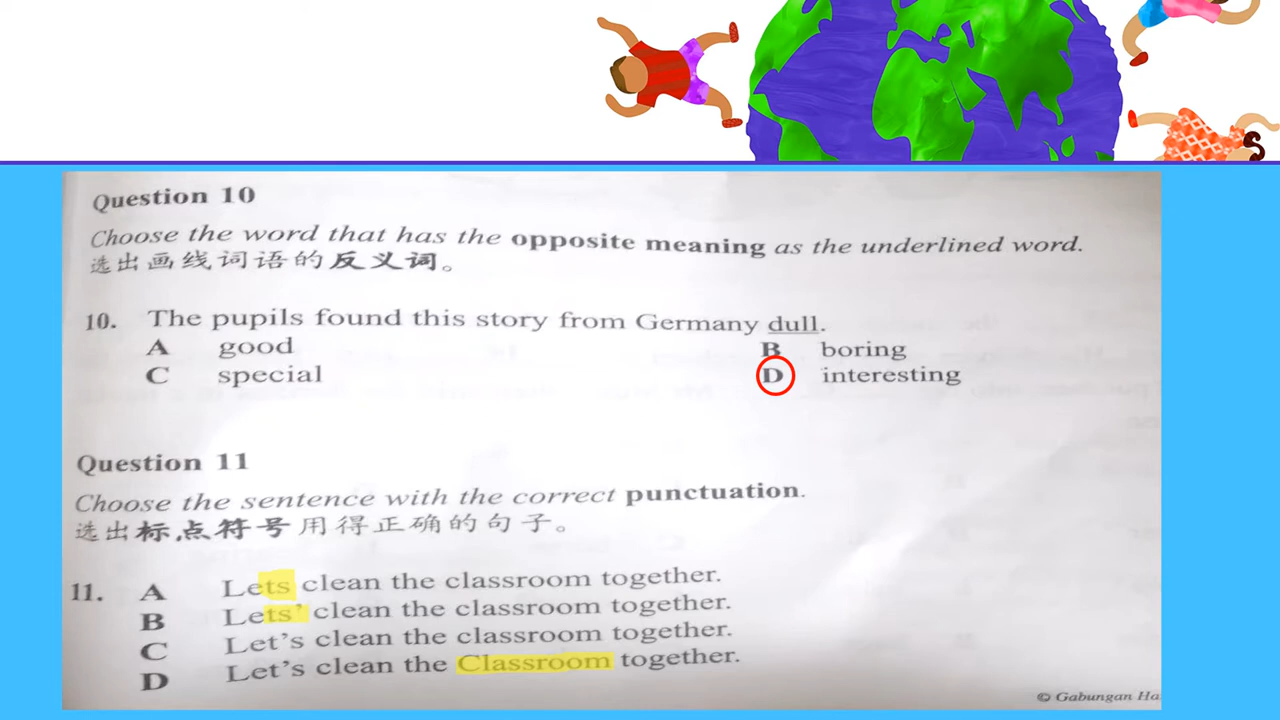 Question 10
Choose the word that has the opposite meaning as the underlined word.
选出画线词语的反义词。
10. The pupils found this story from Germany dull.
A good B boring
C special D interesting
Question 11
Choose the sentence with the correct punctuation.
选出标点符号用得正确的句子。
11. A Lets clean the classroom together.
B Lets' clean the classroom together.
C Let's clean the classroom together.
D Let's clean the Classroom together.
© Gabungan Ha